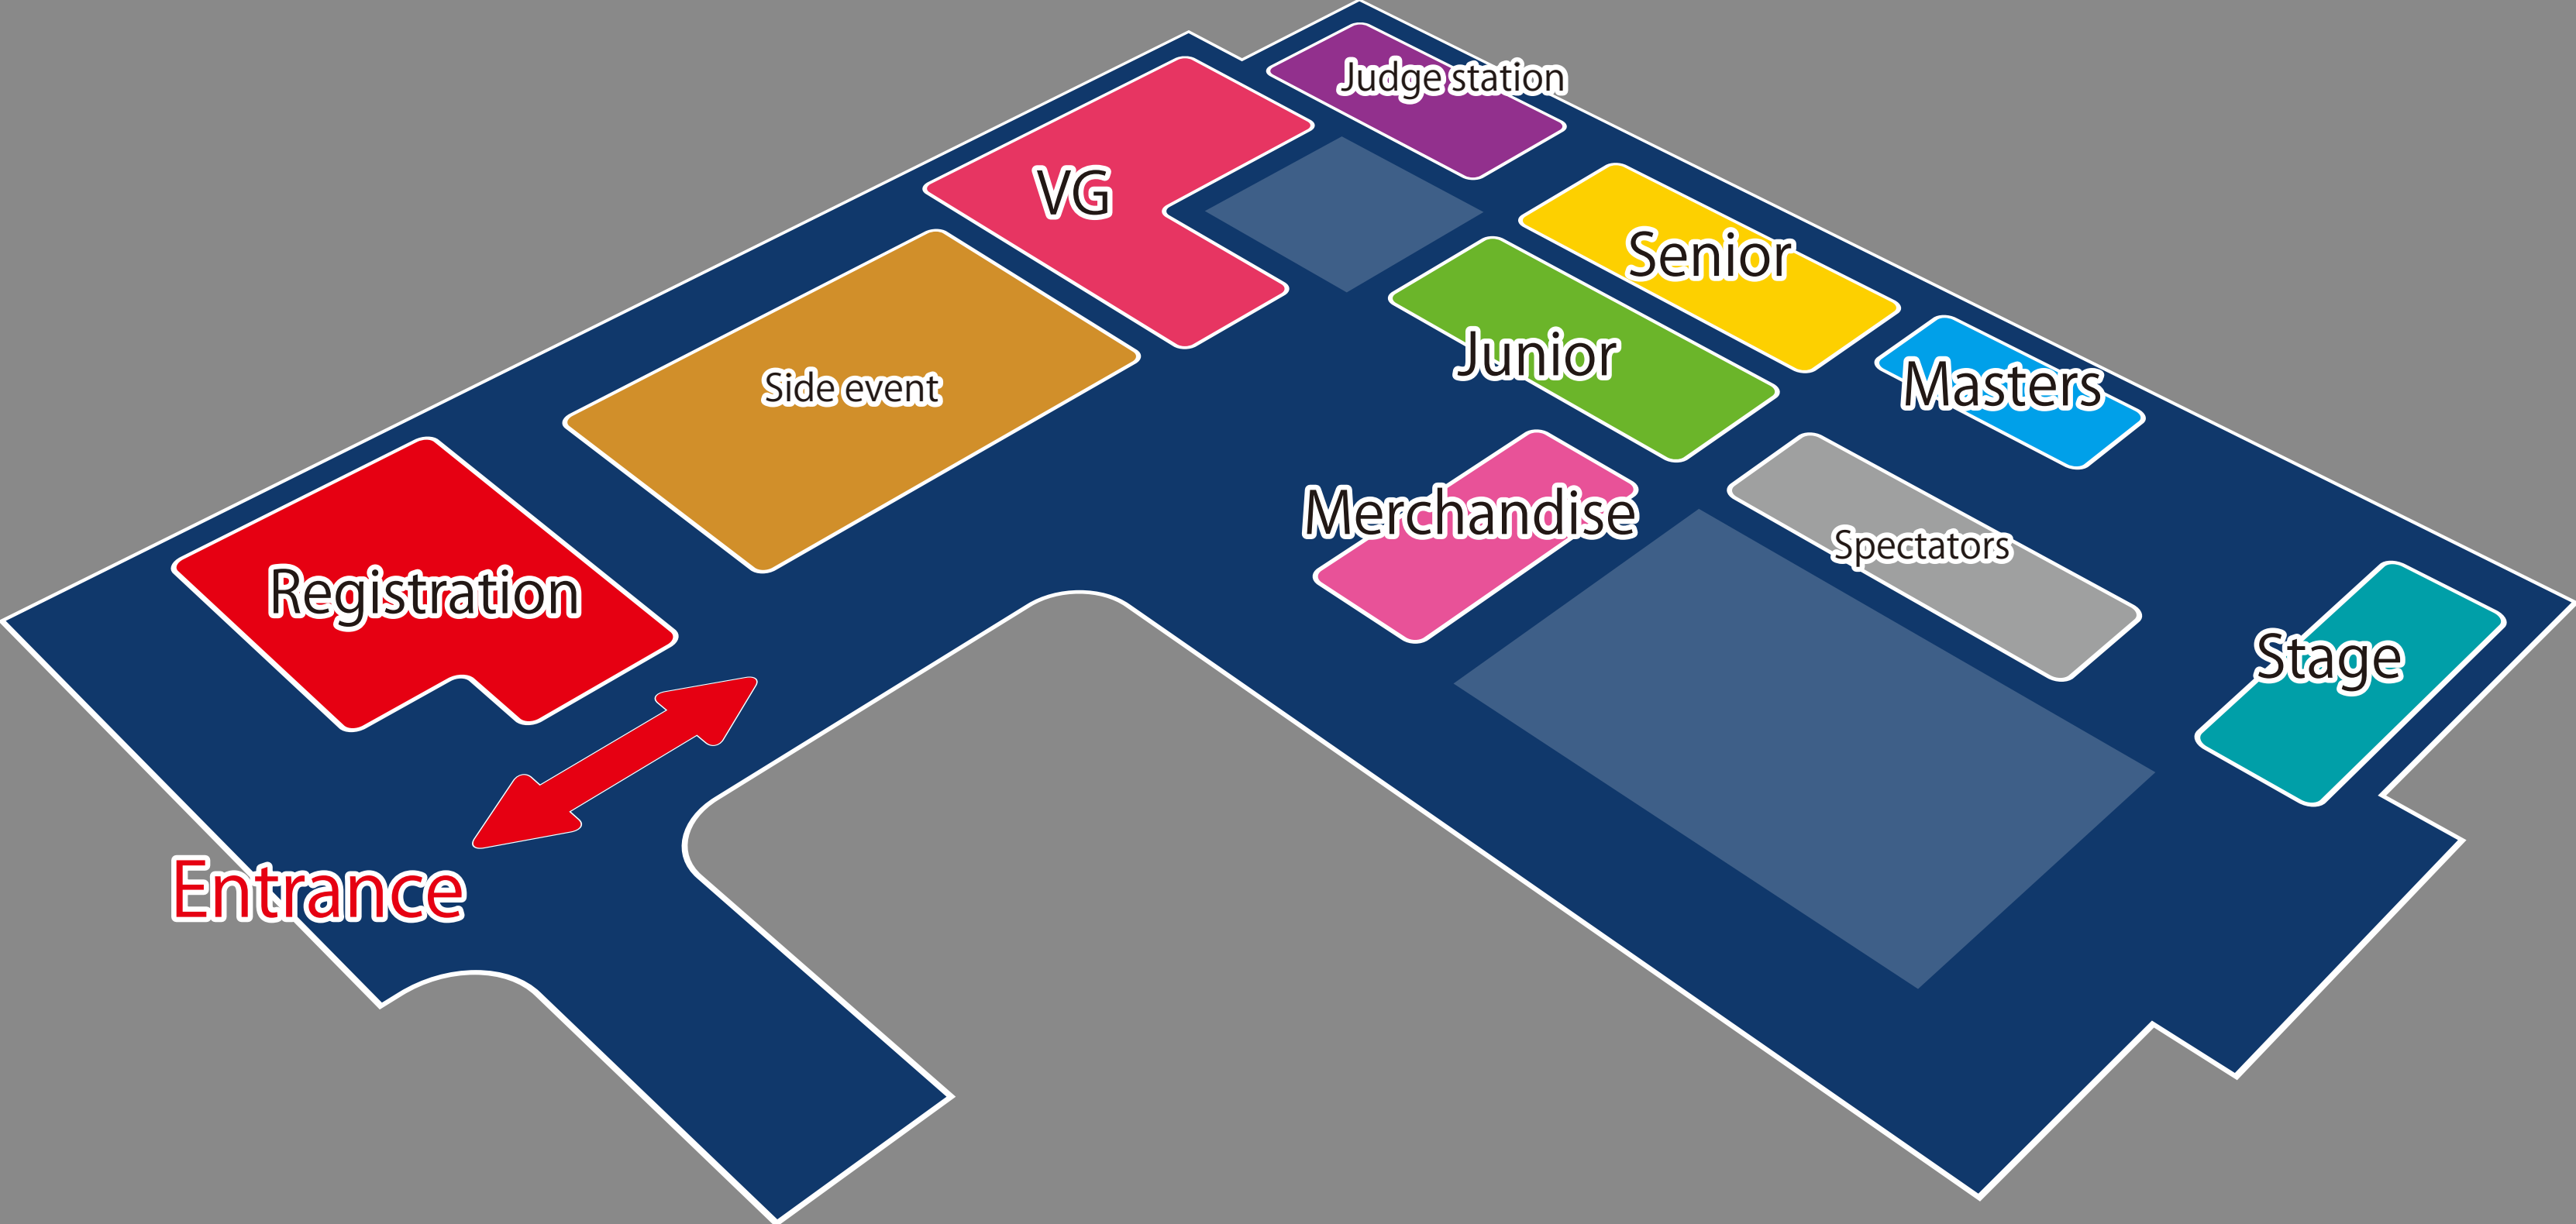 Judge station
VG
Senior
Junior
Masters
Side event
Merchandise
Spectators
Registration
Stage
Entrance